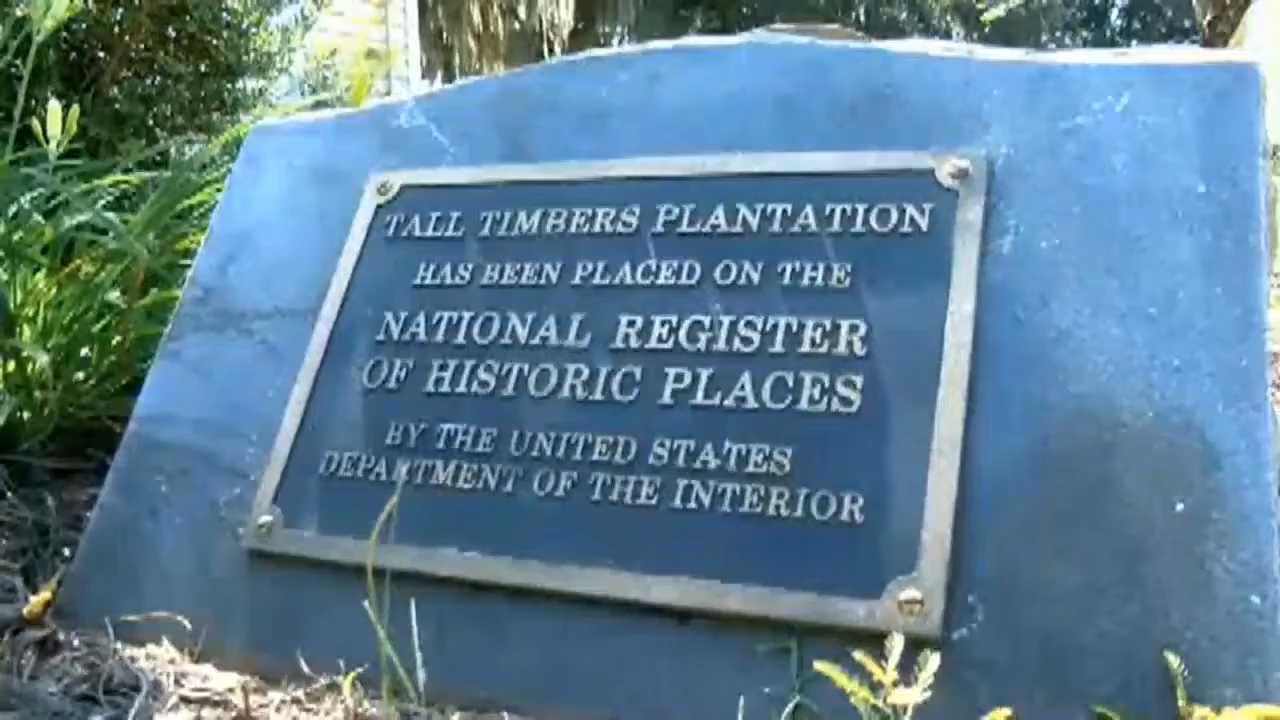 TALL TIMBERS PLANTATION
HAS BEEN PLACED ON THE
NATIONAL REGISTER
OF HISTORIC PLACES
BY THE UNITED STATES
DEPARTMENT OF THE INTERIOR